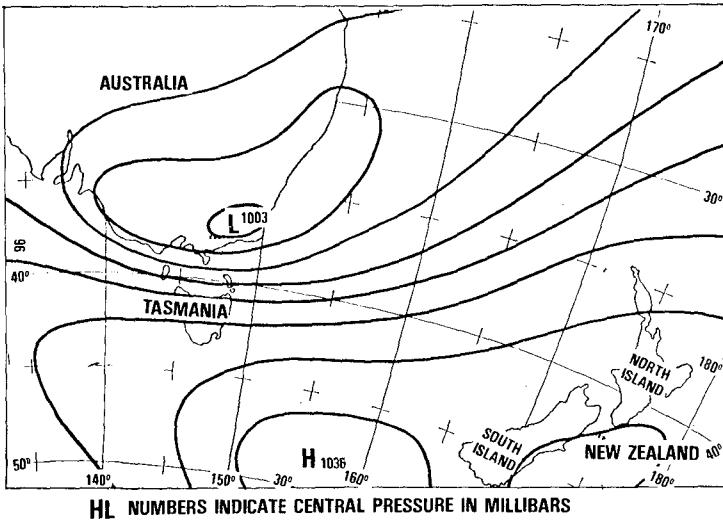 170°
AUSTRALIA
L 1003
30°
96
40°
TASMANIA
NORTH
ISLAND
180°
SOUTH
ISLAND
NEW ZEALAND
40°
H 1036
50°
140°
150°
30°
160°
180°
HL NUMBERS INDICATE CENTRAL PRESSURE IN MILLIBARS